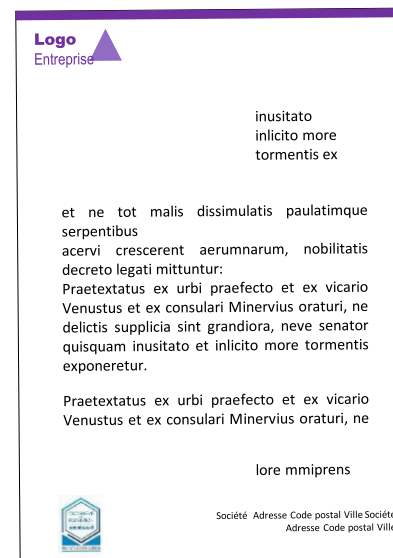 Logo
Entreprise
inusitato
inlicito more
tormentis ex
et ne tot malis dissimulatis paulatimque
serpentibus
acervi crescerent aerumnarum, nobilitatis
decreto legati mittuntur:
Praetextatus ex urbi praefecto et ex vicario
Venustus et ex consulari Minervius oraturi, ne
delictis supplicia sint grandiora, neve senator
quisquam inusitato et inlicito more tormentis
exponeretur.
Praetextatus ex urbi praefecto et ex vicario
Venustus et ex consulari Minervius oraturi, ne
lore mmiprens
Société Adresse Code postal Ville Société
Adresse Code postal Ville